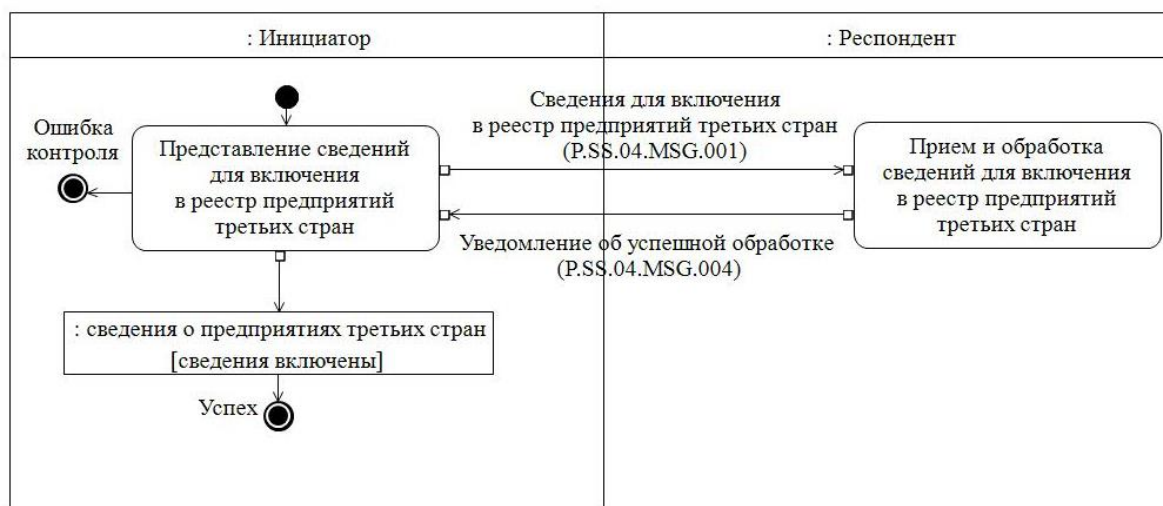 : Инициатор
: Респондент
Ошибка
контроля
Представление сведений
для включения
в реестр предприятий
третьих стран
Сведения для включения
в реестр предприятий третьих стран
(P.SS.04.MSG.001)
Прием и обработка
сведений для включения
в реестр предприятий
третьих стран
Уведомление об успешной обработке
(P.SS.04.MSG.004)
: сведения о предприятиях третьих стран
[сведения включены]
Успех